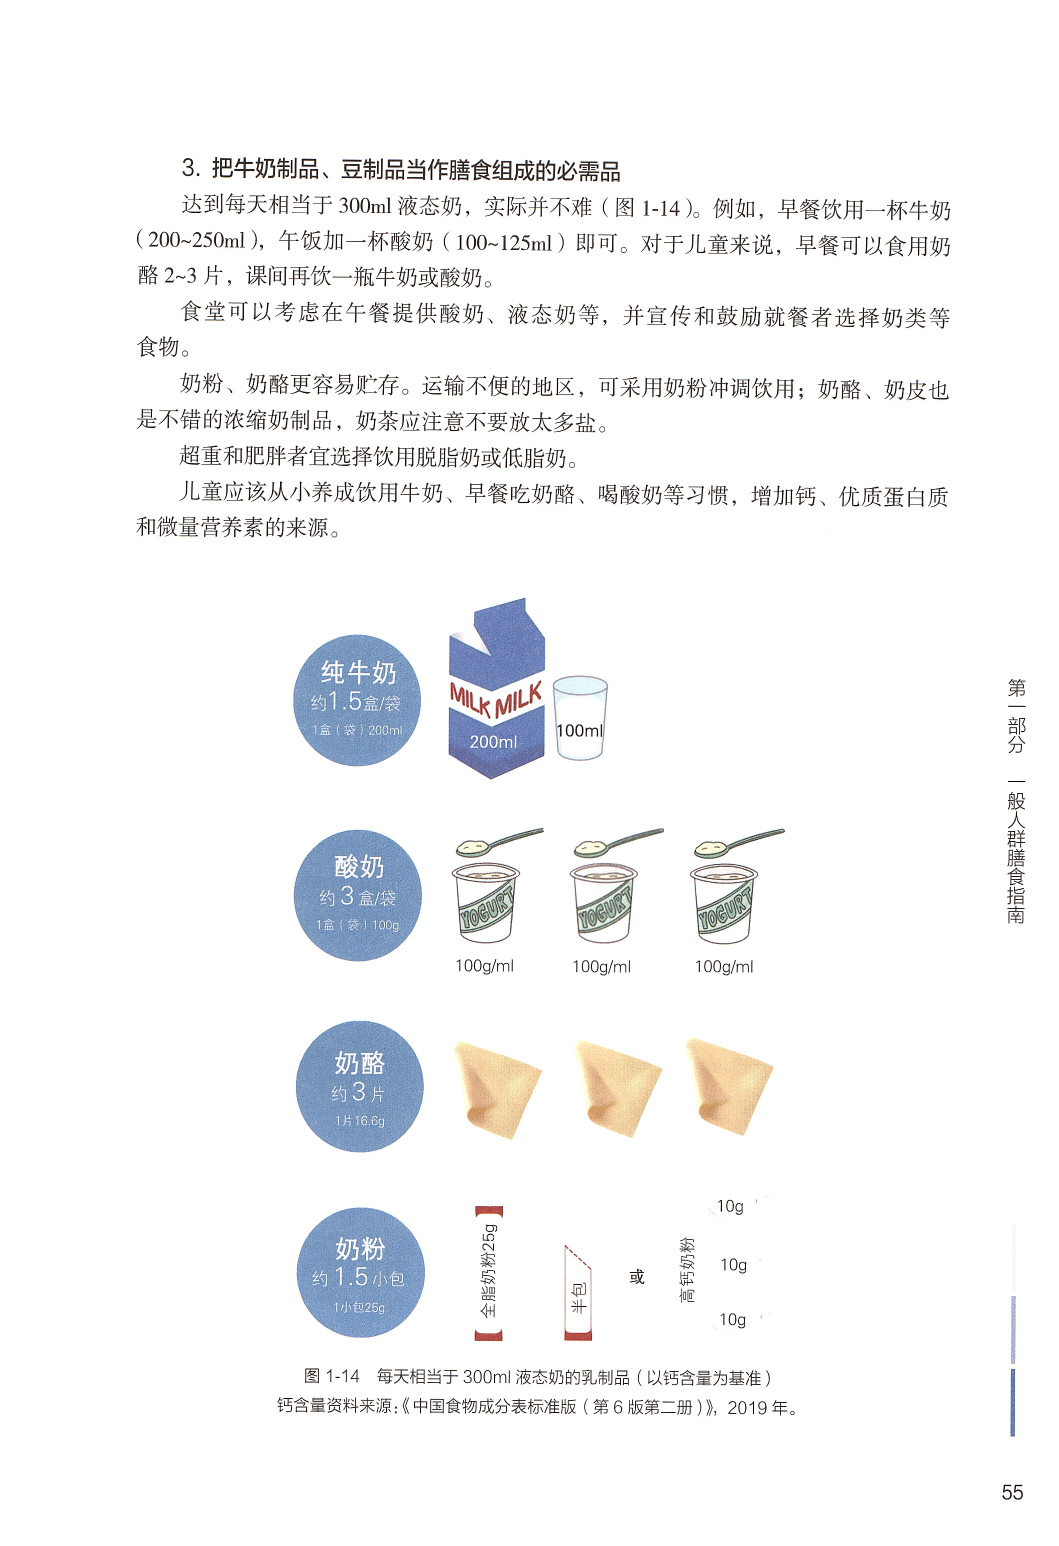 3. 把牛奶制品、豆制品当作膳食组成的必需品
达到每天相当于 300ml 液态奶，实际并不难（图 1-14）。例如，早餐饮用一杯牛奶
（200~250ml），午饭加一杯酸奶（100~125ml）即可。对于儿童来说，早餐可以食用奶
酪 2~3 片，课间再饮一瓶牛奶或酸奶。
食堂可以考虑在午餐提供酸奶、液态奶等，并宣传和鼓励就餐者选择奶类等
食物。
奶粉、奶酪更容易贮存。运输不便的地区，可采用奶粉冲调饮用；奶酪、奶皮也
是不错的浓缩奶制品，奶茶应注意不要放太多盐。
超重和肥胖者宜选择饮用脱脂奶或低脂奶。
儿童应该从小养成饮用牛奶、早餐吃奶酪、喝酸奶等习惯，增加钙、优质蛋白质
和微量营养素的来源。
纯牛奶
约1.5盒/袋
1盒（袋）200ml
MILK MILK
200ml
100ml
酸奶
约 3 盒/袋
1盒（袋）100g
YOGURT
YOGURT
YOGURT
100g/ml
100g/ml
100g/ml
奶酪
约 3 片
1片16.6g
奶粉
约 1.5 小包
1小包25g
全脂奶粉25g
半包
或
高钙奶粉
10g
10g
10g
图 1-14 每天相当于 300ml 液态奶的乳制品（以钙含量为基准）
钙含量资料来源：《中国食物成分表标准版（第 6 版第二册）》，2019 年。
第一部分 一般人群膳食指南
55